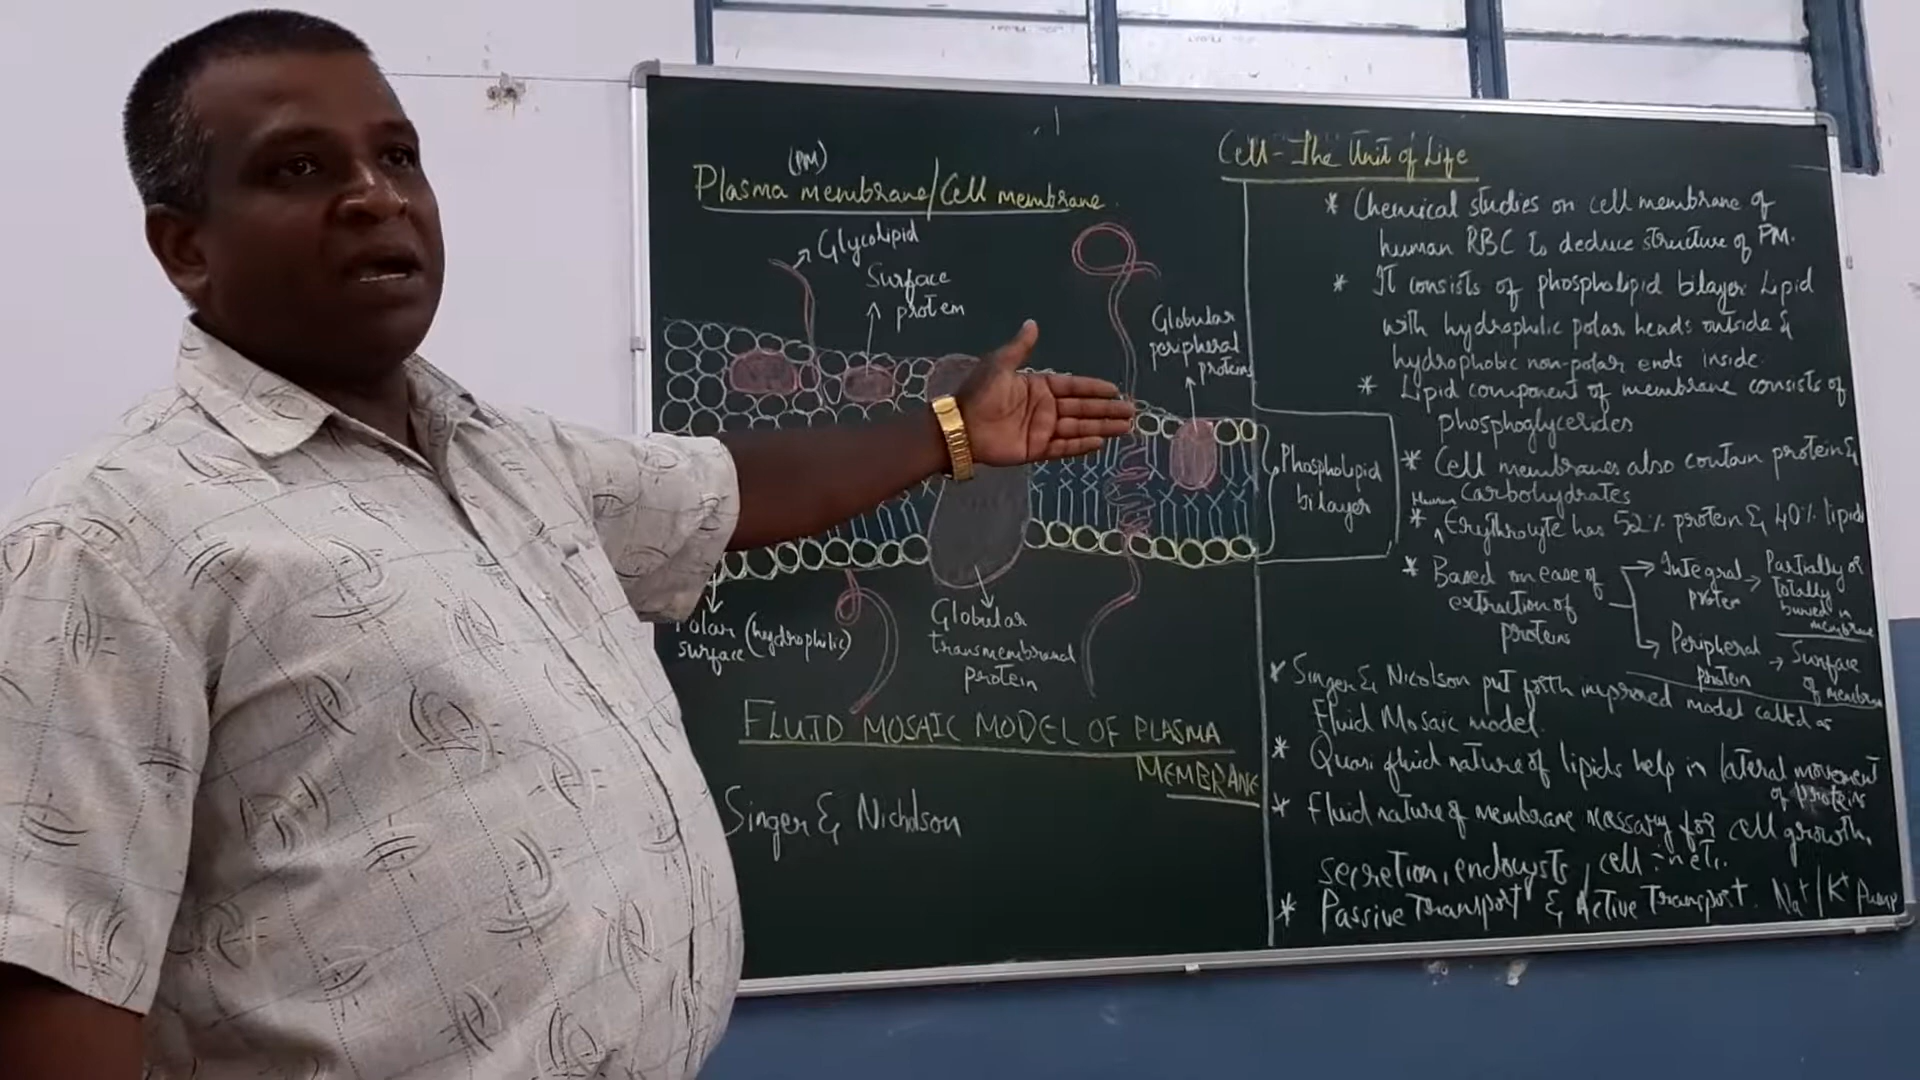 (PM)
Plasma membrane/Cell membrane
Glycolipid
Surface
protein
Globular
peripheral
proteins
Phospholipid
bilayer
Polar (hydrophilic)
surface
Globular
transmembranal
protein
FLUID MOSAIC MODEL OF PLASMA
MEMBRANE
Singer & Nicholson
Cell - The Unit of Life
* Chemical studies on cell membrane of
human RBC to deduce structure of PM.
* It consists of phospholipid bilayer. Lipid
with hydrophilic polar heads outside &
hydrophobic non-polar ends inside.
* Lipid component of membrane consists of
phosphoglycerides
* Cell membranes also contain protein &
carbohydrates
Human
* Erythrolyte has 52% protein & 40% lipids
* Based on ease of
extraction of
proteins
Integral
protein
Partially or
totally
buried in
membrane
Peripheral
protein
Surface
of membrane
* Singer & Nicolson put forth improved model called as
Fluid Mosaic model.
* Quasi fluid nature of lipids help in lateral movement
of proteins
* Fluid nature of membrane necessary for cell growth,
secretion, endocysts, cell ÷n etc.
* Passive Transport & Active Transport. Na+/K+ Pump